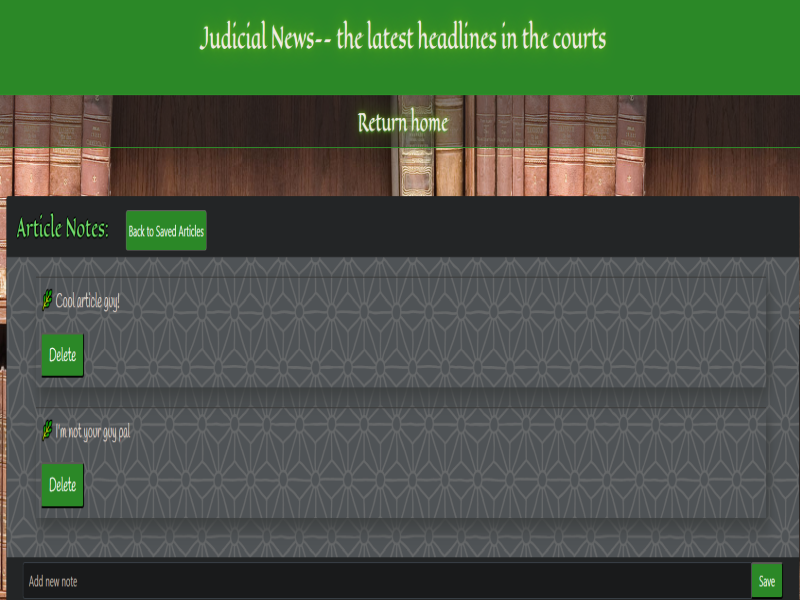 Judicial News-- the latest headlines in the courts
Return home
Article Notes:
Back to Saved Articles
Cool article guy!
Delete
I'm not your guy pal
Delete
Add new note
Save